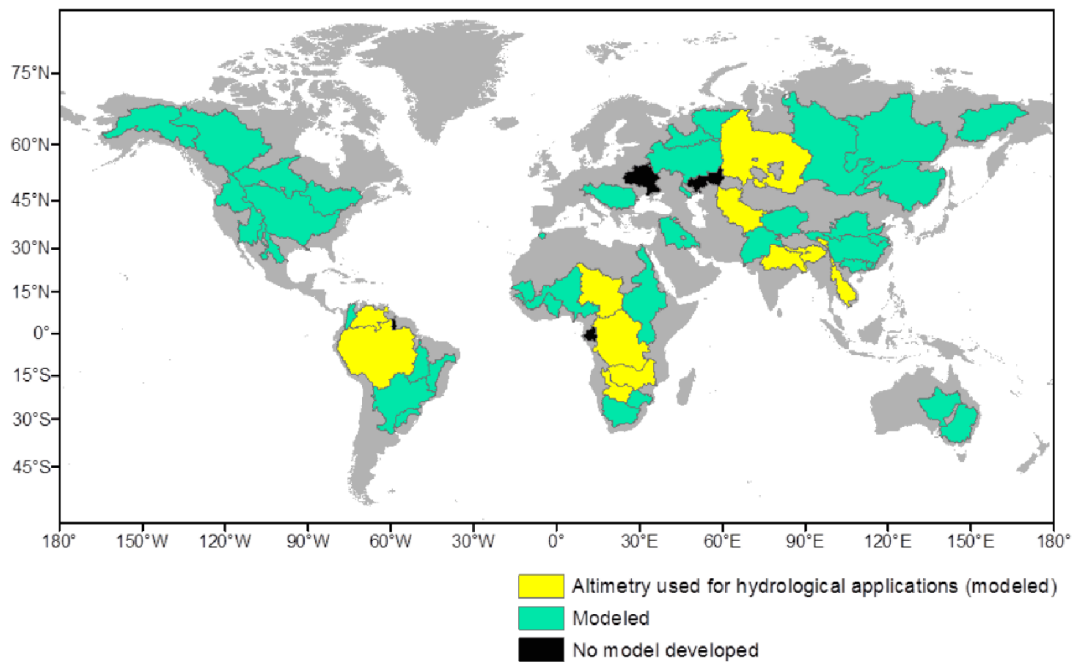 75°N
60°N
45°N
30°N
15°N
0°
15°S
30°S
45°S
180° 150°W 120°W 90°W 60°W 30°W 0° 30°E 60°E 90°E 120°E 150°E 180°
Altimetry used for hydrological applications (modeled)
Modeled
No model developed